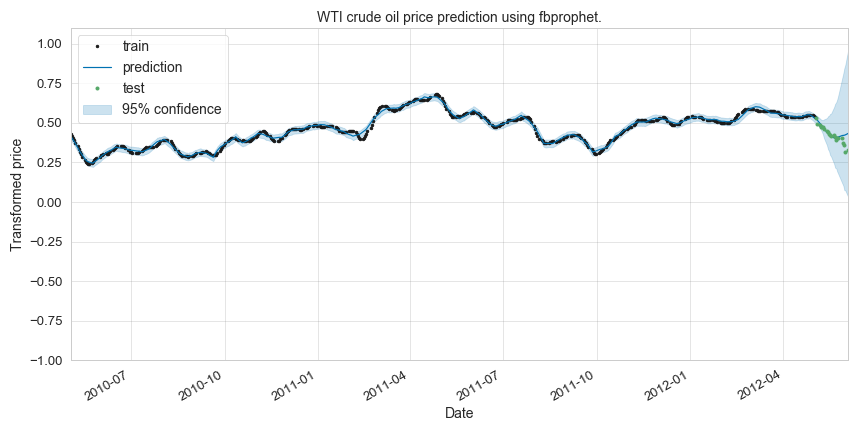 WTI crude oil price prediction using fbprophet.
train
prediction
test
95% confidence
Transformed price
1.00
0.75
0.50
0.25
0.00
−0.25
−0.50
−0.75
−1.00
2010-07
2010-10
2011-01
2011-04
2011-07
2011-10
2012-01
2012-04
Date